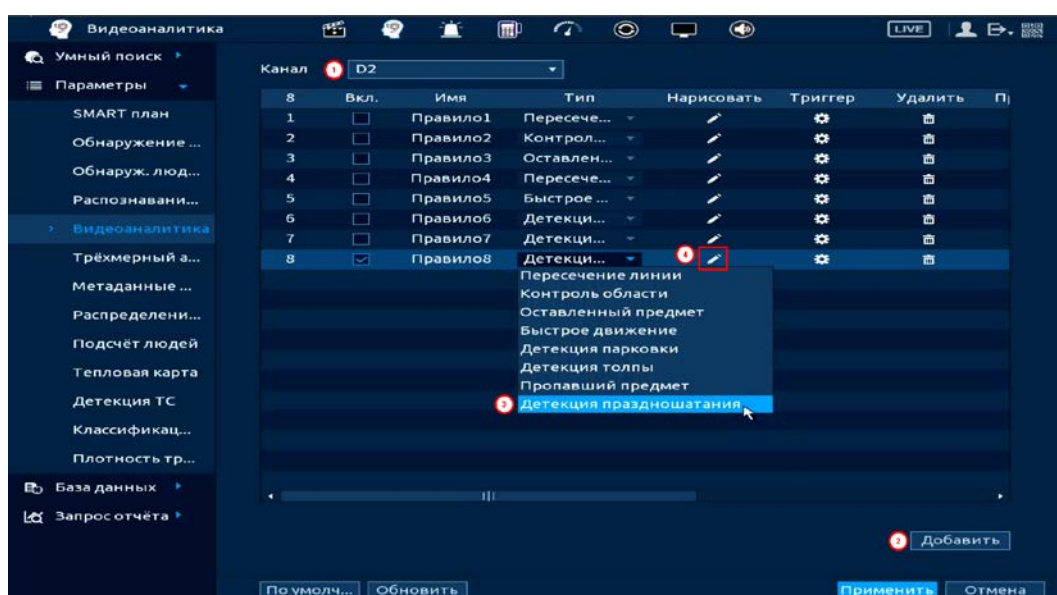 Видеоаналитика
LIVE
Умный поиск
Параметры
SMART план
Обнаружение ...
Обнаруж. люд...
Распознавани...
Видеоаналитика
Трёхмерный а...
Метаданные ...
Распределени...
Подсчёт людей
Тепловая карта
Детекция ТС
Классификац...
Плотность тр...
База данных
Запрос отчёта
Канал 1 D2
8 Вкл. Имя Тип Нарисовать Триггер Удалить П
1 Правило1 Пересече...
2 Правило2 Контрол...
3 Правило3 Оставлен...
4 Правило4 Пересече...
5 Правило5 Быстрое ...
6 Правило6 Детекци...
7 Правило7 Детекци...
8 Правило8 Детекци... 4
Пересечение линии
Контроль области
Оставленный предмет
Быстрое движение
Детекция парковки
Детекция толпы
Пропавший предмет
3 Детекция праздношатания
2 Добавить
По умолч... Обновить Применить Отмена